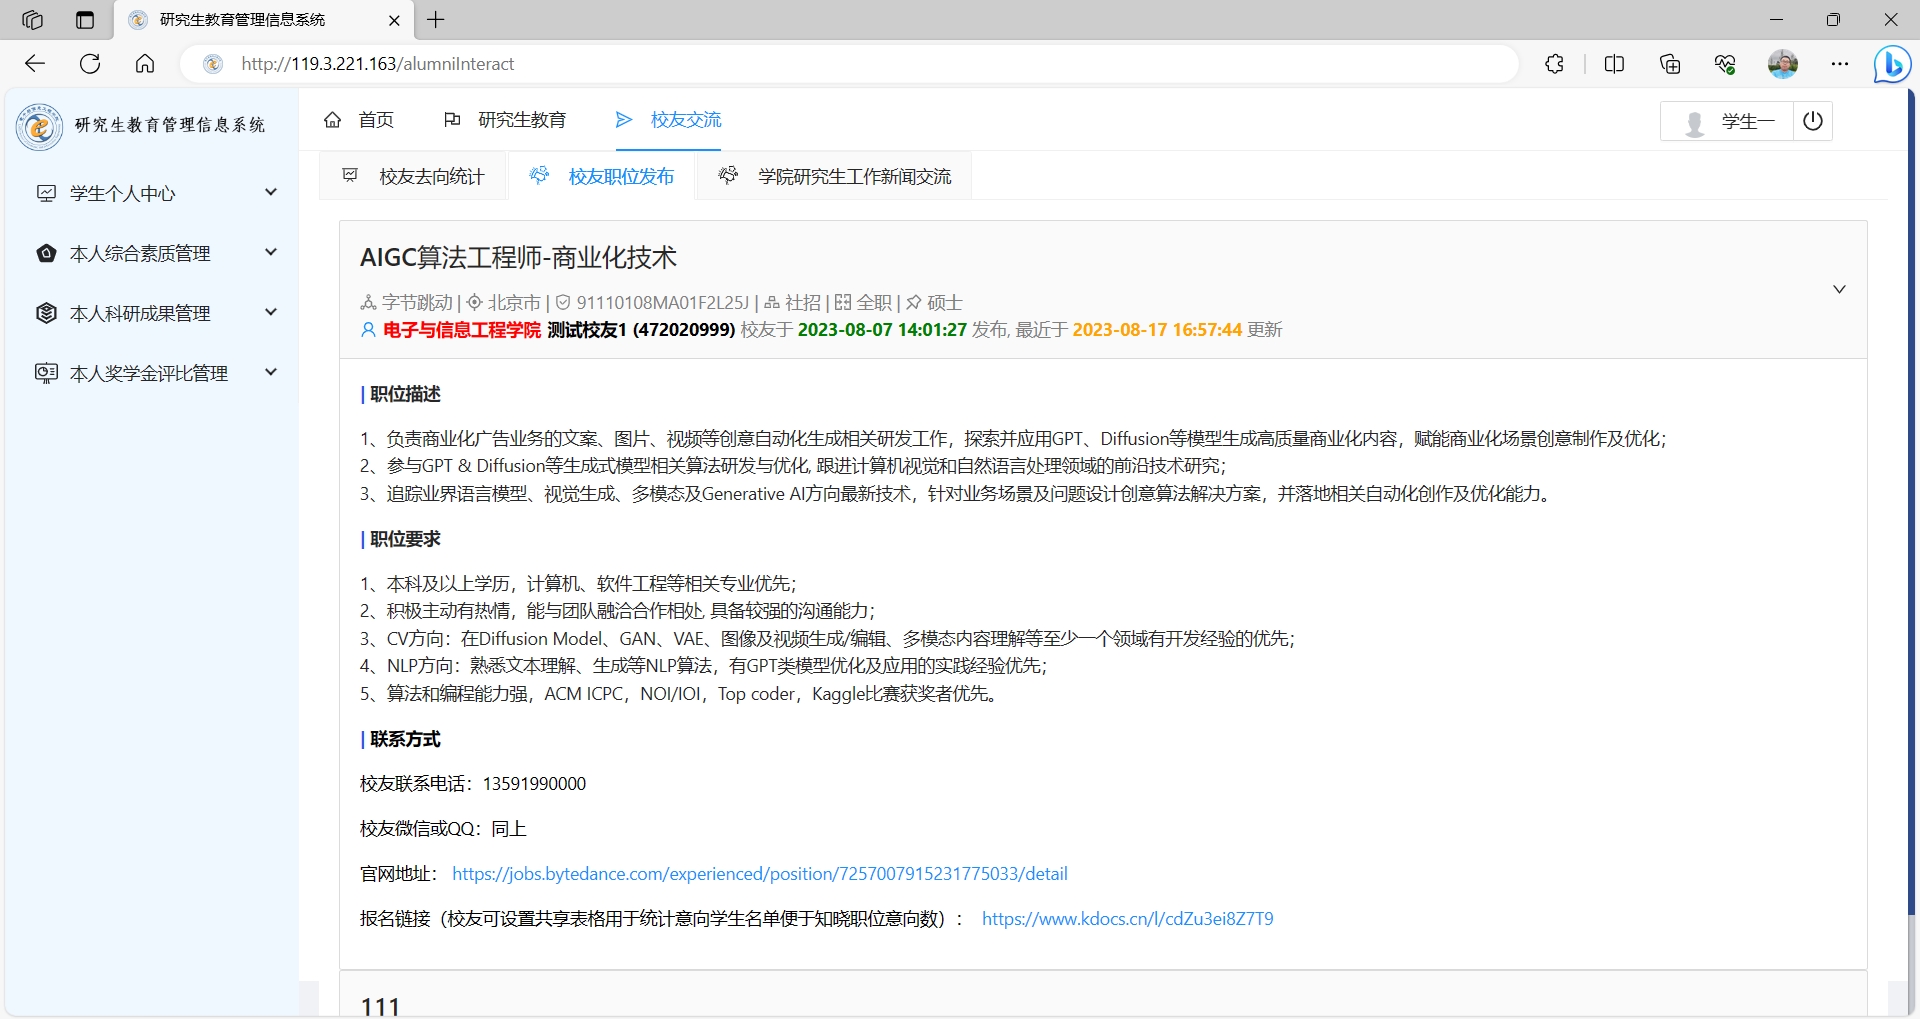 研究生教育管理信息系统
http://119.3.221.163/alumniInteract
研究生教育管理信息系统
首页
研究生教育
校友交流
学生一
学生个人中心
本人综合素质管理
本人科研成果管理
本人奖学金评比管理
校友去向统计
校友职位发布
学院研究生工作新闻交流
AIGC算法工程师-商业化技术
字节跳动 | 北京市 | 91110108MA01F2L25J | 社招 | 全职 | 硕士
电子与信息工程学院 测试校友1 (472020999) 校友于 2023-08-07 14:01:27 发布, 最近于 2023-08-17 16:57:44 更新
职位描述
1、负责商业化广告业务的文案、图片、视频等创意自动化生成相关研发工作，探索并应用GPT、Diffusion等模型生成高质量商业化内容，赋能商业化场景创意制作及优化；
2、参与GPT & Diffusion等生成式模型相关算法研发与优化, 跟进计算机视觉和自然语言处理领域的前沿技术研究；
3、追踪业界语言模型、视觉生成、多模态及Generative AI方向最新技术，针对业务场景及问题设计创意算法解决方案，并落地相关自动化创作及优化能力。
职位要求
1、本科及以上学历，计算机、软件工程等相关专业优先；
2、积极主动有热情，能与团队融洽合作相处, 具备较强的沟通能力；
3、CV方向：在Diffusion Model、GAN、VAE、图像及视频生成/编辑、多模态内容理解等至少一个领域有开发经验的优先；
4、NLP方向：熟悉文本理解、生成等NLP算法，有GPT类模型优化及应用的实践经验优先；
5、算法和编程能力强，ACM ICPC，NOI/IOI，Top coder，Kaggle比赛获奖者优先。
联系方式
校友联系电话：13591990000
校友微信或QQ：同上
官网地址： https://jobs.bytedance.com/experienced/position/7257007915231775033/detail
报名链接（校友可设置共享表格用于统计意向学生名单便于知晓职位意向数）： https://www.kdocs.cn/l/cdZu3ei8Z7T9
111